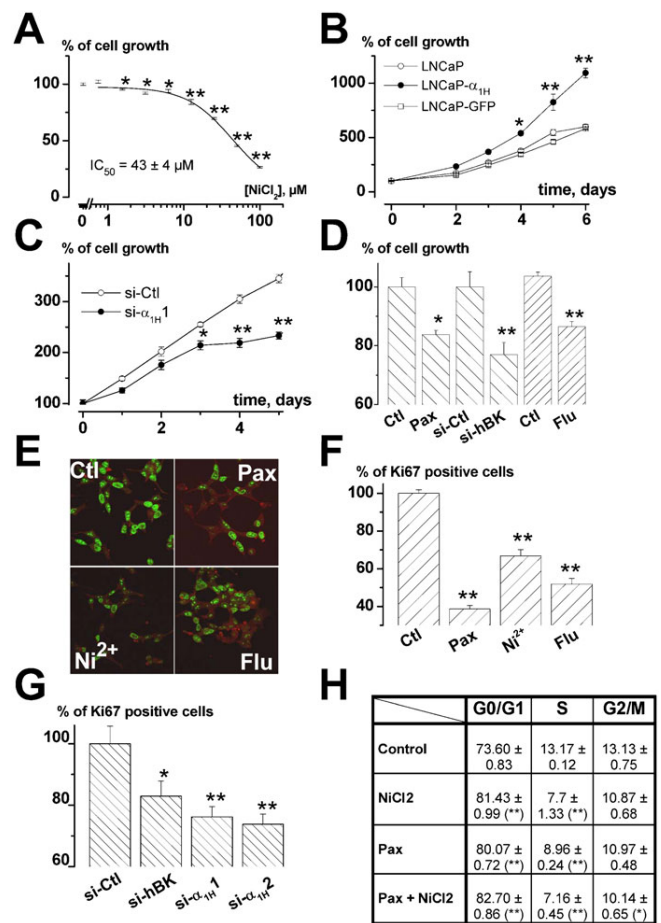 A
% of cell growth
100
50
0
* * * ** ** ** **
IC50 = 43 ± 4 µM
[NiCl2], µM
0 1 10 100
B
% of cell growth
LNCaP
LNCaP-α1H
LNCaP-GFP
1000
500
0
* ** **
time, days
0 2 4 6
C
% of cell growth
si-Ctl
si-α1H1
300
200
100
* ** **
time, days
0 2 4
D
% of cell growth
100
80
60
* ** **
Ctl Pax si-Ctl si-hBK Ctl Flu
E
Ctl Pax
Ni2+ Flu
F
% of Ki67 positive cells
100
80
60
40
** ** **
Ctl Pax Ni2+ Flu
G
% of Ki67 positive cells
100
80
60
* ** **
si-Ctl si-hBK si-α1H1 si-α1H2
H
G0/G1 S G2/M
Control 73.60 ± 0.83 13.17 ± 0.12 13.13 ± 0.75
NiCl2 81.43 ± 0.99 (**) 7.7 ± 1.33 (**) 10.87 ± 0.68
Pax 80.07 ± 0.72 (**) 8.96 ± 0.24 (**) 10.97 ± 0.48
Pax + NiCl2 82.70 ± 0.86 (**) 7.16 ± 0.45 (**) 10.14 ± 0.65 (*)